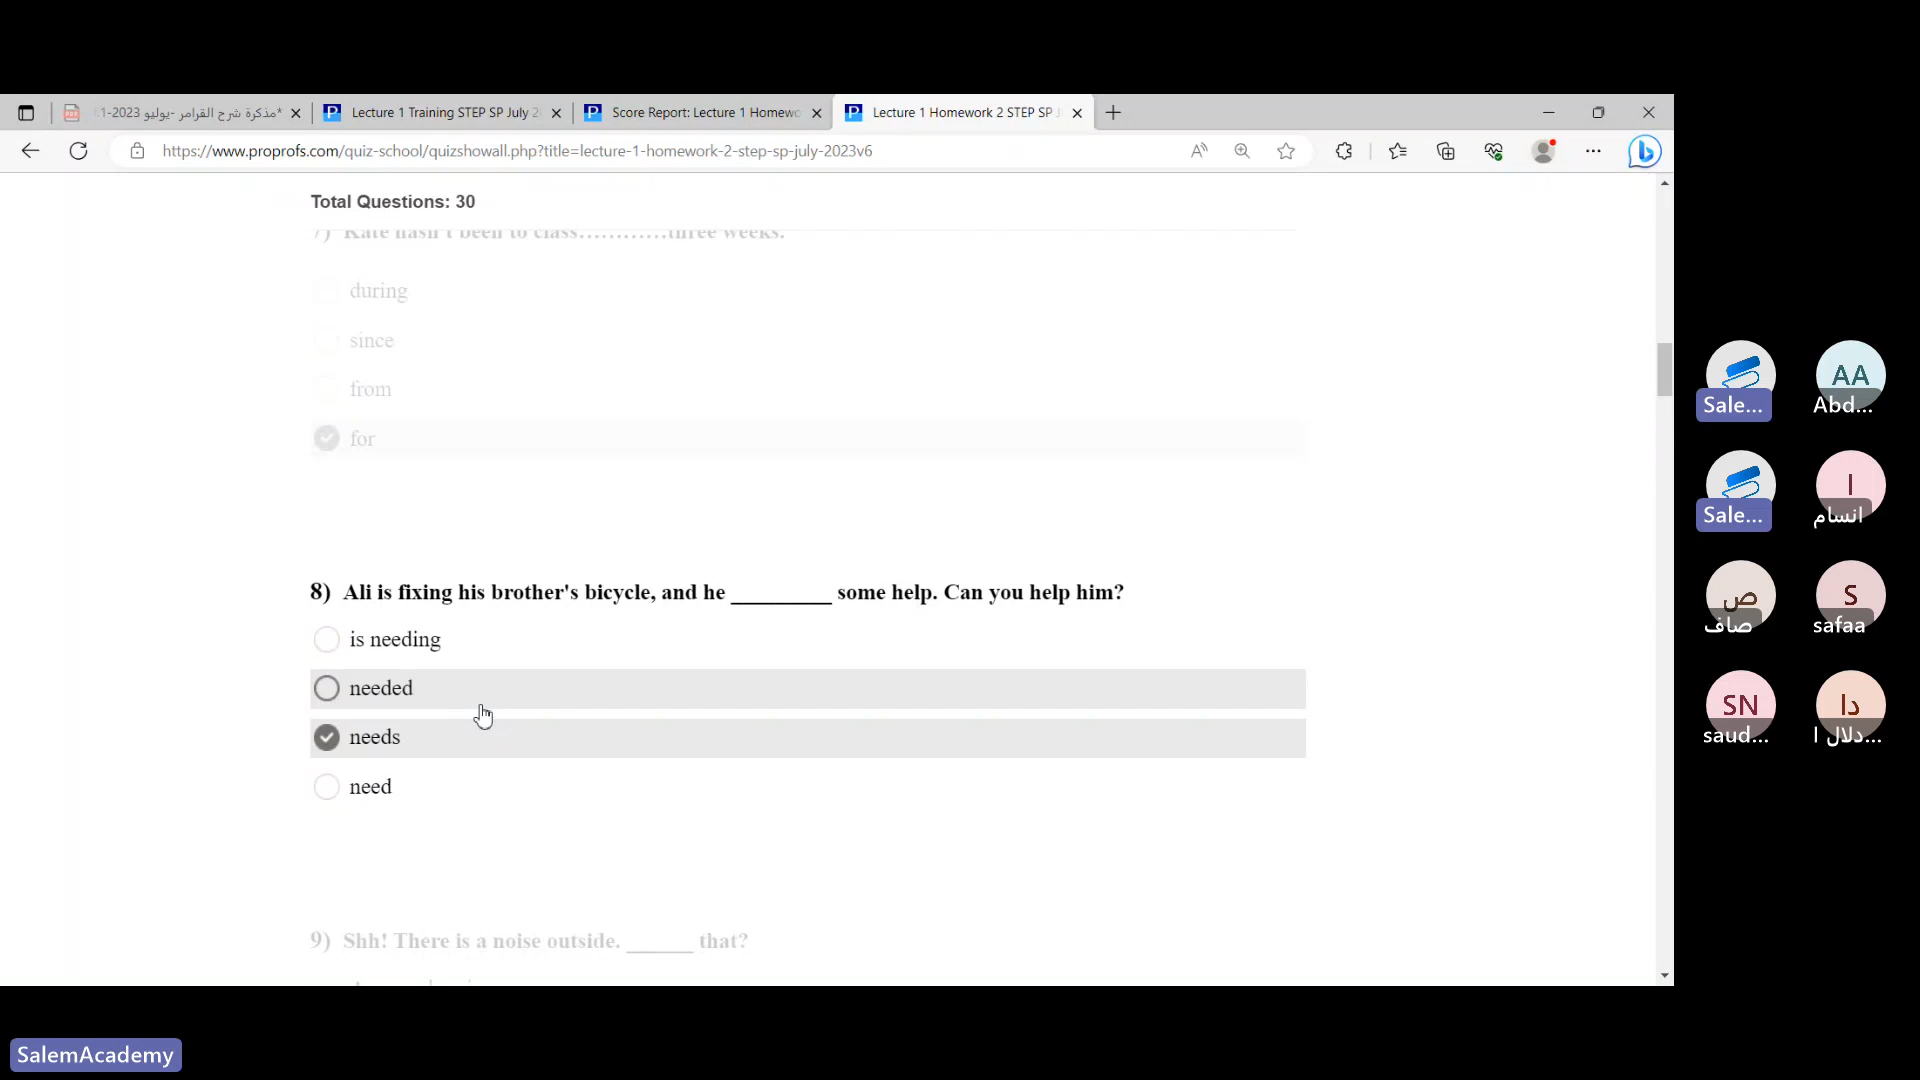 *مذكرة شرح القرامر -يوليو 2023-1
Lecture 1 Training STEP SP July 2
Score Report: Lecture 1 Homewo
Lecture 1 Homework 2 STEP SP J
https://www.proprofs.com/quiz-school/quizshowall.php?title=lecture-1-homework-2-step-sp-july-2023v6
Total Questions: 30
7) Kate hasn't been to class…………three weeks.
during
since
from
for
8) Ali is fixing his brother's bicycle, and he _________ some help. Can you help him?
is needing
needed
needs
need
9) Shh! There is a noise outside. ______ that?
Sale...
AA
Abd...
Sale...
ا
انسام
ص
صاف
S
safaa
SN
saud...
دا
دلال ا...
SalemAcademy